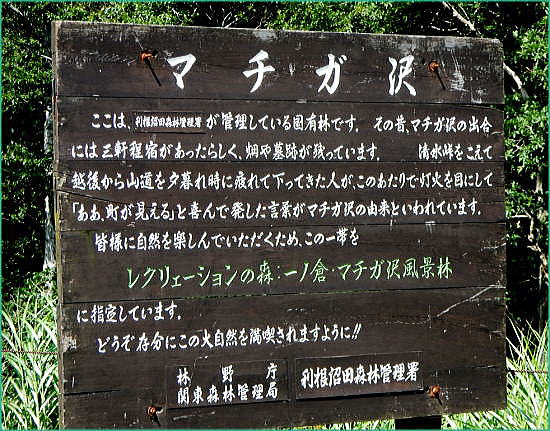 マチガ沢
ここは、利根沼田森林管理署が管理している国有林です。 その昔、マチガ沢の出合
には三軒程宿があったらしく、畑や墓跡が残っています。 清水峠をこえて
越後から山道を夕暮れ時に疲れて下ってきた人が、このあたりで灯火を目にして
「ああ、町が見える」と喜んで発した言葉がマチガ沢の由来といわれています。
皆様に自然を楽しんでいただくため、この一帯を
レクリェーションの森:一ノ倉・マチガ沢風景林
に指定しています。
どうぞ存分にこの大自然を満喫されますように!!
林野庁
関東森林管理局
利根沼田森林管理署